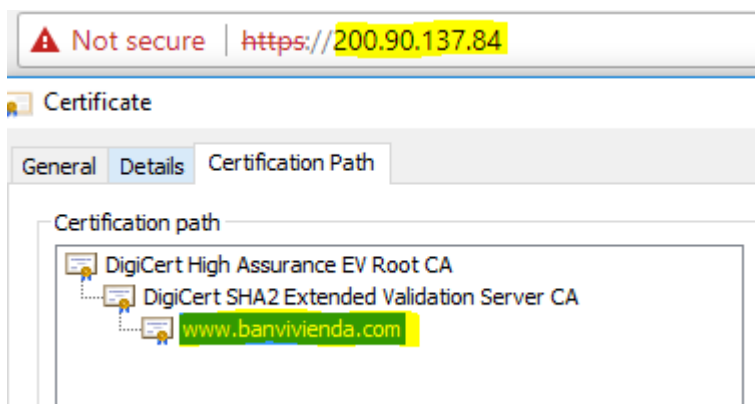 Not secure | https://200.90.137.84
Certificate
General Details Certification Path
Certification path
DigiCert High Assurance EV Root CA
DigiCert SHA2 Extended Validation Server CA
www.banvivienda.com